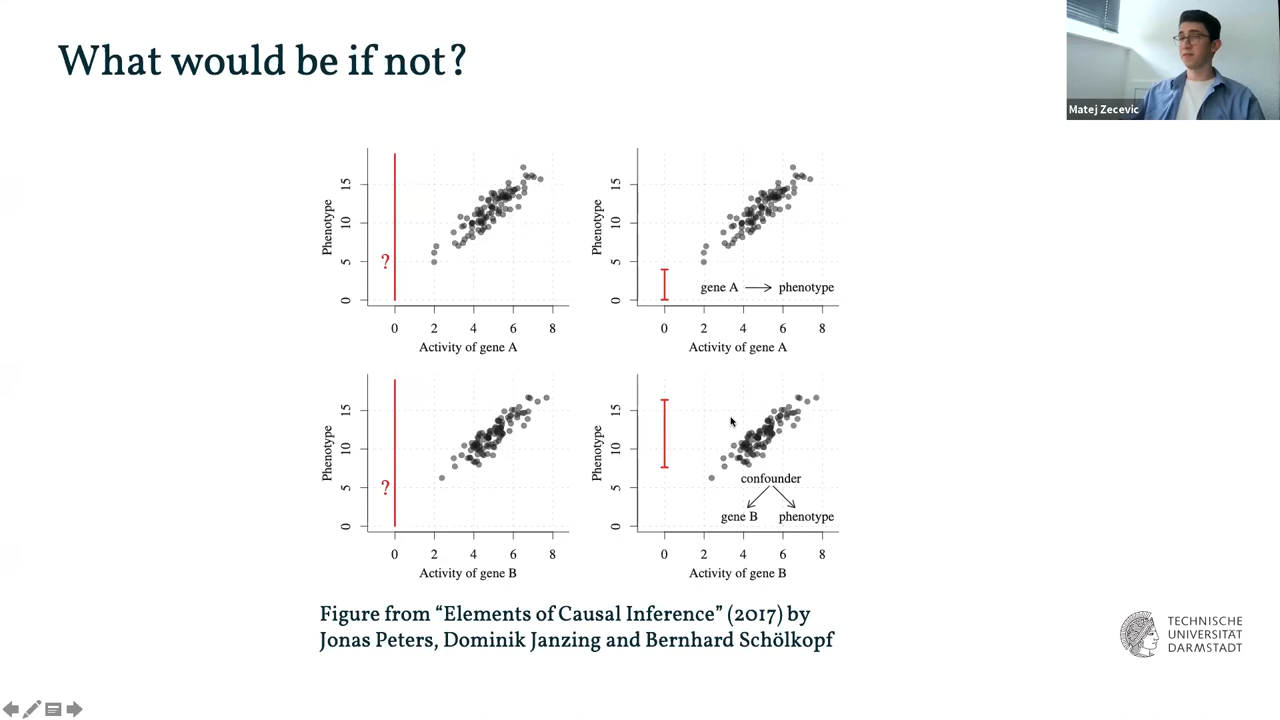 What would be if not?
Matej Zecevic
Phenotype
15
10
5
0
?
0 2 4 6 8
Activity of gene A
Phenotype
15
10
5
0
gene A phenotype
0 2 4 6 8
Activity of gene A
Phenotype
15
10
5
0
?
0 2 4 6 8
Activity of gene B
Phenotype
15
10
5
0
confounder
gene B phenotype
0 2 4 6 8
Activity of gene B
Figure from “Elements of Causal Inference” (2017) by
Jonas Peters, Dominik Janzing and Bernhard Schölkopf
TECHNISCHE
UNIVERSITÄT
DARMSTADT